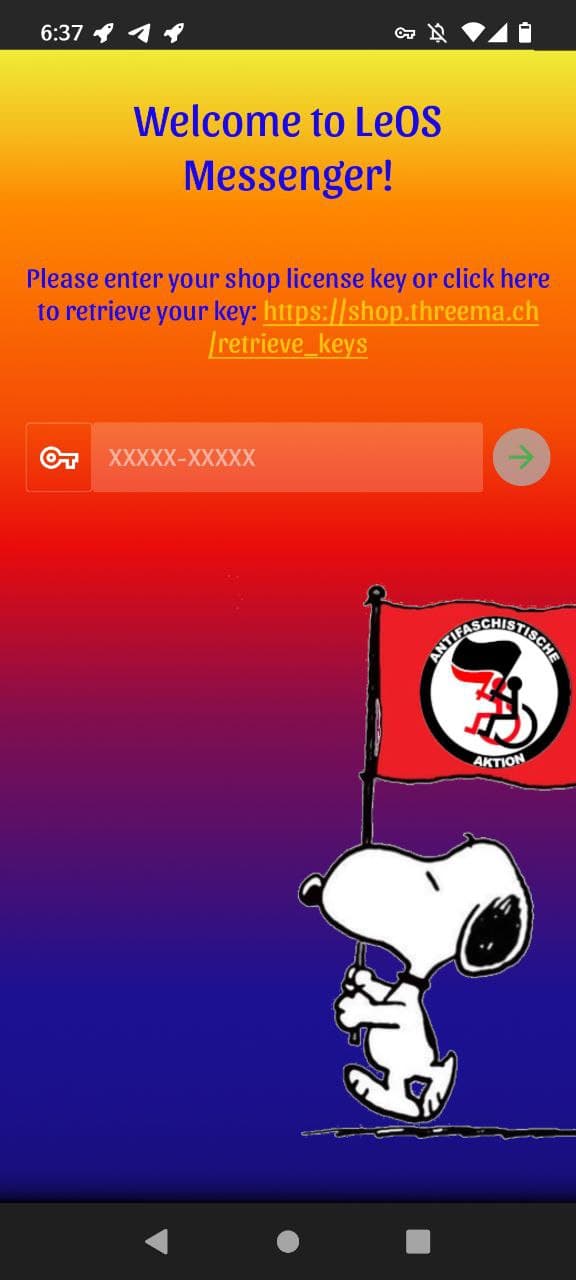 6:37
Welcome to LeOS
Messenger!
Please enter your shop license key or click here
to retrieve your key: https://shop.threema.ch
/retrieve_keys
XXXXX-XXXXX
ANTIFASCHISTISCHE
AKTION